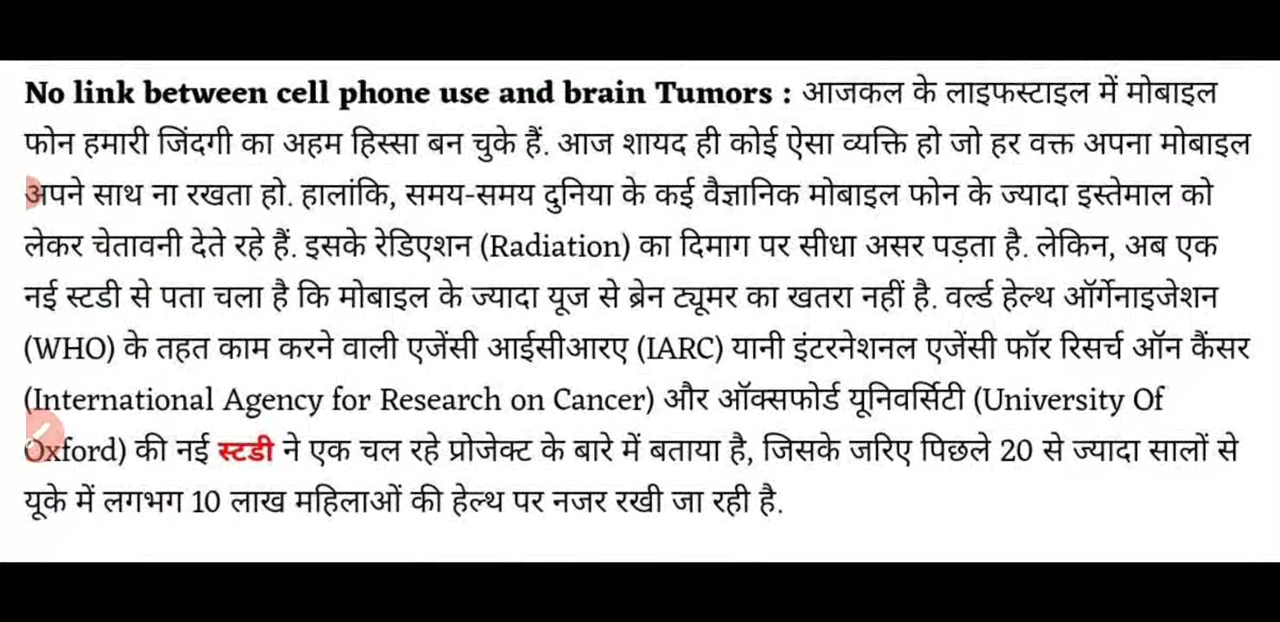 No link between cell phone use and brain Tumors : आजकल के लाइफस्टाइल में मोबाइल
फोन हमारी जिंदगी का अहम हिस्सा बन चुके हैं. आज शायद ही कोई ऐसा व्यक्ति हो जो हर वक्त अपना मोबाइल
अपने साथ ना रखता हो. हालांकि, समय-समय दुनिया के कई वैज्ञानिक मोबाइल फोन के ज्यादा इस्तेमाल को
लेकर चेतावनी देते रहे हैं. इसके रेडिएशन (Radiation) का दिमाग पर सीधा असर पड़ता है. लेकिन, अब एक
नई स्टडी से पता चला है कि मोबाइल के ज्यादा यूज से ब्रेन ट्यूमर का खतरा नहीं है. वर्ल्ड हेल्थ ऑर्गेनाइजेशन
(WHO) के तहत काम करने वाली एजेंसी आईसीआरए (IARC) यानी इंटरनेशनल एजेंसी फॉर रिसर्च ऑन कैंसर
(International Agency for Research on Cancer) और ऑक्सफोर्ड यूनिवर्सिटी (University Of
Oxford) की नई स्टडी ने एक चल रहे प्रोजेक्ट के बारे में बताया है, जिसके जरिए पिछले 20 से ज्यादा सालों से
यूके में लगभग 10 लाख महिलाओं की हेल्थ पर नजर रखी जा रही है.